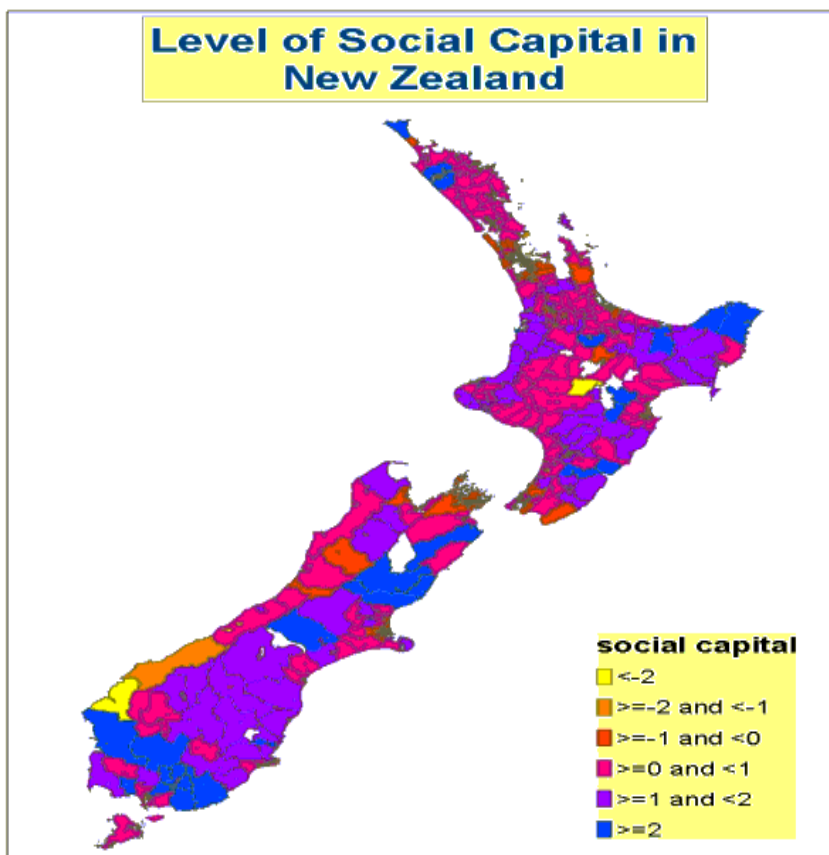 Level of Social Capital in
New Zealand
social capital
<-2
>=-2 and <-1
>=-1 and <0
>=0 and <1
>=1 and <2
>=2